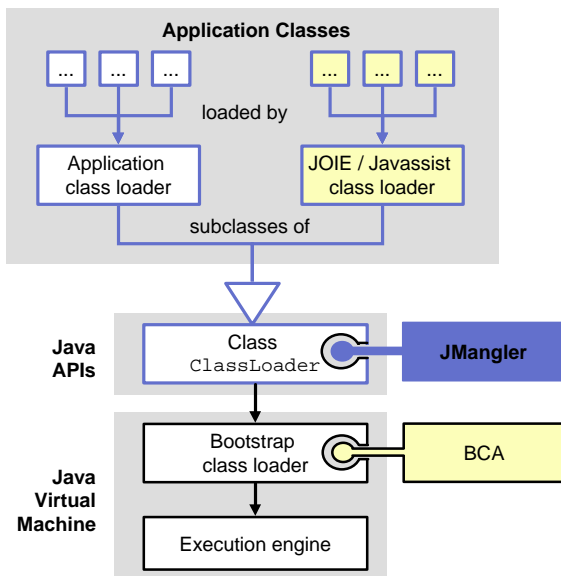 Application Classes
... ... ... ... ... ...
loaded by
Application
class loader
JOIE / Javassist
class loader
subclasses of
Java
APIs
Class
ClassLoader
JMangler
Java
Virtual
Machine
Bootstrap
class loader
BCA
Execution engine